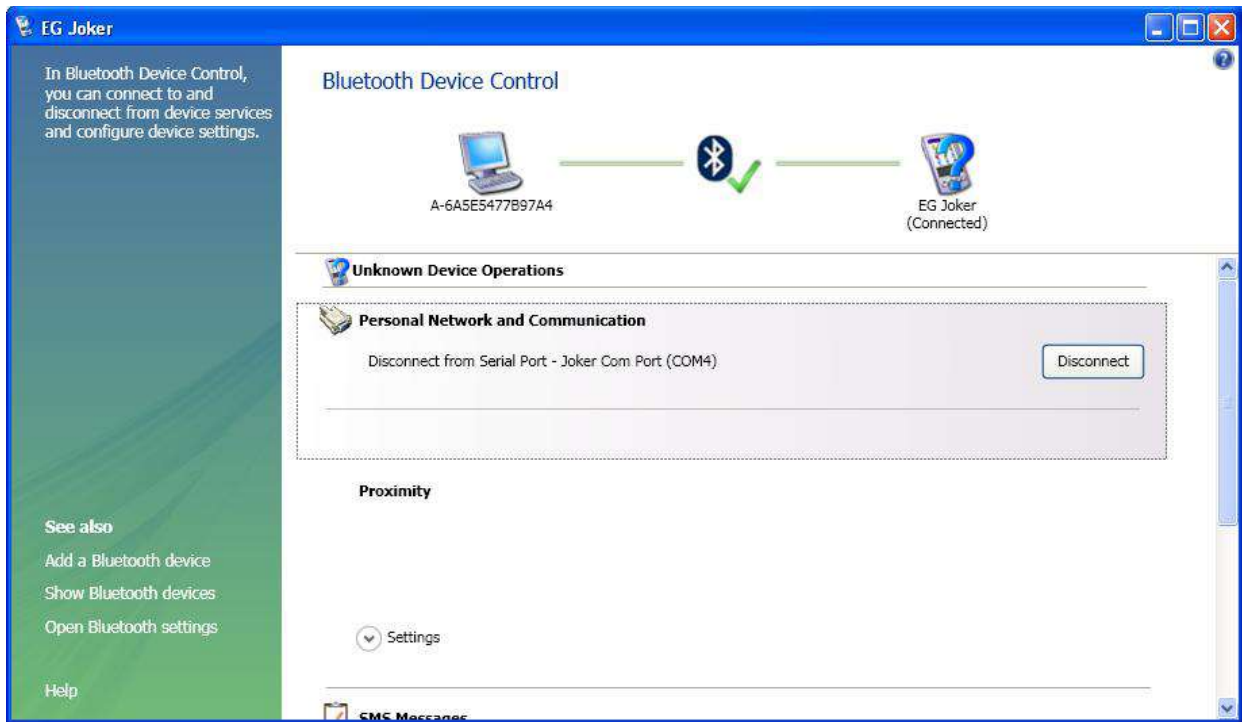 EG Joker
In Bluetooth Device Control,
you can connect to and
disconnect from device services
and configure device settings.
Bluetooth Device Control
A-6A5E5477B97A4
EG Joker
(Connected)
Unknown Device Operations
Personal Network and Communication
Disconnect from Serial Port - Joker Com Port (COM4)
Disconnect
Proximity
Settings
SMS Messages
See also
Add a Bluetooth device
Show Bluetooth devices
Open Bluetooth settings
Help